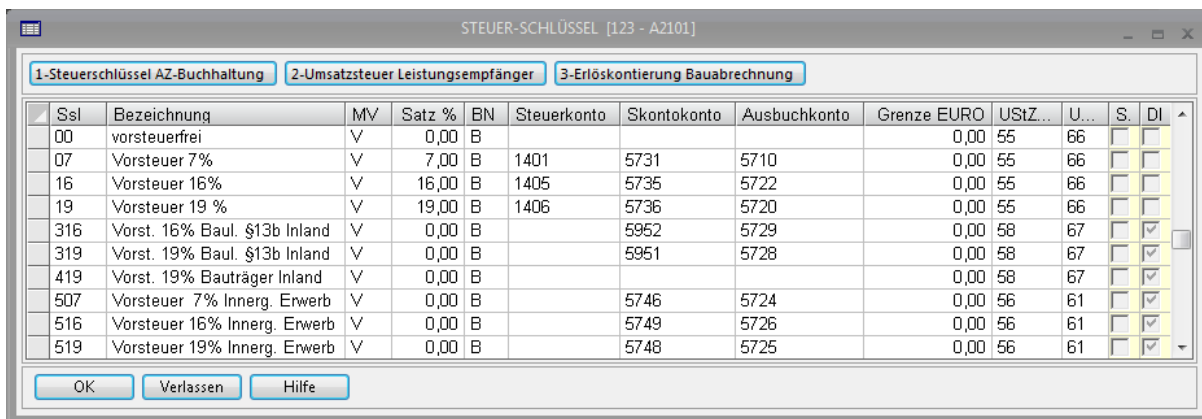 STEUER-SCHLÜSSEL [123 - A2101]
1-Steuerschlüssel AZ-Buchhaltung 2-Umsatzsteuer Leistungsempfänger 3-Erlöskontierung Bauabrechnung
Ssl Bezeichnung MV Satz % BN Steuerkonto Skontokonto Ausbuchkonto Grenze EURO UStZ... U... S. DI
00 vorsteuerfrei V 0,00 B 0,00 55 66
07 Vorsteuer 7% V 7,00 B 1401 5731 5710 0,00 55 66
16 Vorsteuer 16% V 16,00 B 1405 5735 5722 0,00 55 66
19 Vorsteuer 19 % V 19,00 B 1406 5736 5720 0,00 55 66
316 Vorst. 16% Baul. §13b Inland V 0,00 B 5952 5729 0,00 58 67
319 Vorst. 19% Baul. §13b Inland V 0,00 B 5951 5728 0,00 58 67
419 Vorst. 19% Bauträger Inland V 0,00 B 0,00 58 67
507 Vorsteuer 7% Innerg. Erwerb V 0,00 B 5746 5724 0,00 56 61
516 Vorsteuer 16% Innerg. Erwerb V 0,00 B 5749 5726 0,00 56 61
519 Vorsteuer 19% Innerg. Erwerb V 0,00 B 5748 5725 0,00 56 61
OK Verlassen Hilfe